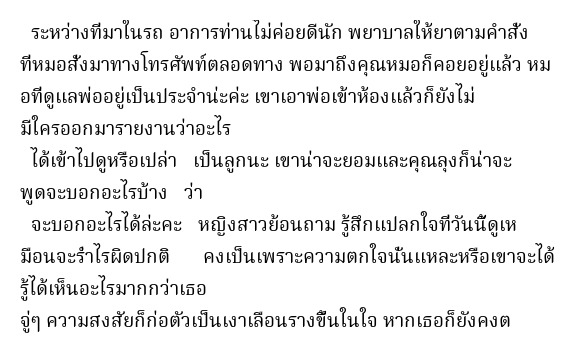 ระหว่างที่มาในรถ อาการท่านไม่ค่อยดีนัก พยาบาลให้ยาตามคำสั่ง
ที่หมอสั่งมาทางโทรศัพท์ตลอดทาง พอมาถึงคุณหมอก็คอยอยู่แล้ว หม
อที่ดูแลพ่ออยู่เป็นประจำน่ะค่ะ เขาเอาพ่อเข้าห้องแล้วก็ยังไม่
มีใครออกมารายงานว่าอะไร
ได้เข้าไปดูหรือเปล่า   เป็นลูกนะ เขาน่าจะยอมและคุณลุงก็น่าจะ
พูดจะบอกอะไรบ้าง   ว่า
จะบอกอะไรได้ล่ะคะ   หญิงสาวย้อนถาม รู้สึกแปลกใจที่วันนี้ดูเห
มือนจะรำไรผิดปกติ      คงเป็นเพราะความตกใจนั่นแหละหรือเขาจะได้
รู้ได้เห็นอะไรมากกว่าเธอ
จู่ๆ ความสงสัยก็ก่อตัวเป็นเงาเลือนรางขึ้นในใจ หากเธอก็ยังคงต